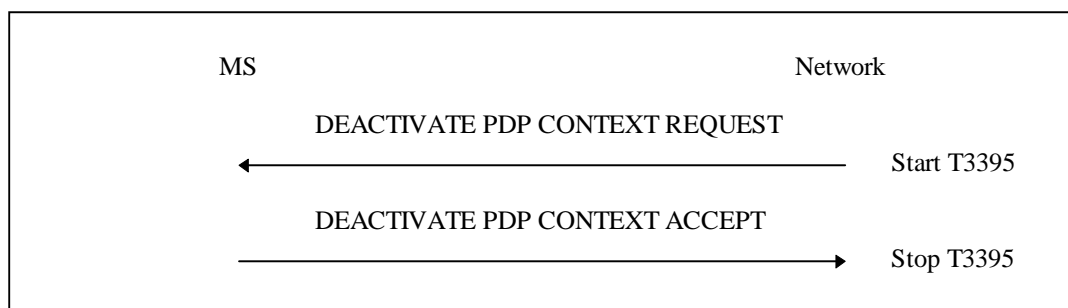 MS Network
DEACTIVATE PDP CONTEXT REQUEST
Start T3395
DEACTIVATE PDP CONTEXT ACCEPT
Stop T3395